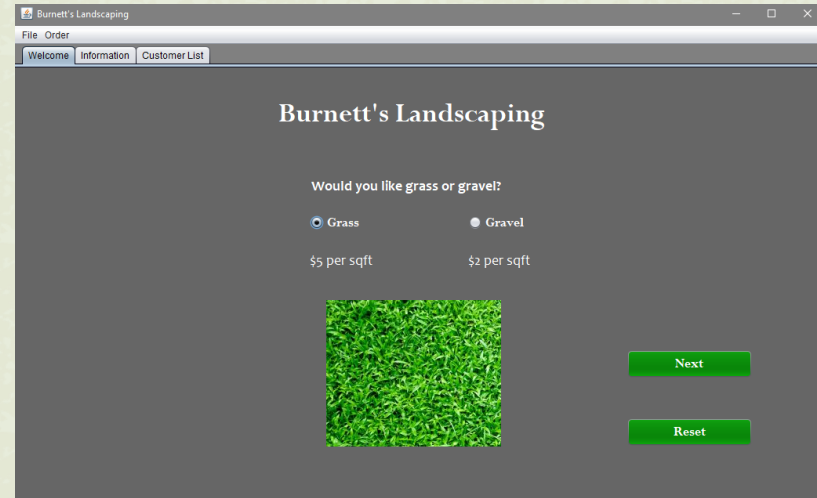 Burnett's Landscaping
File Order
Welcome Information Customer List
Burnett's Landscaping
Would you like grass or gravel?
Grass Gravel
$5 per sqft $2 per sqft
Next
Reset